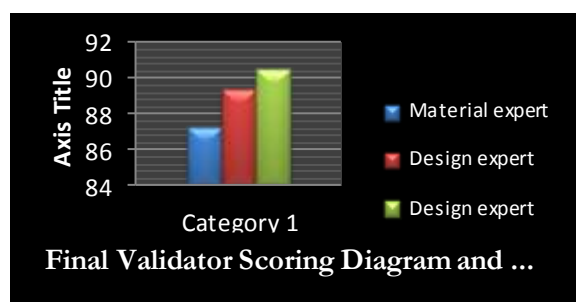 92
90
88
86
84
Axis Title
Category 1
Material expert
Design expert
Design expert
Final Validator Scoring Diagram and ...